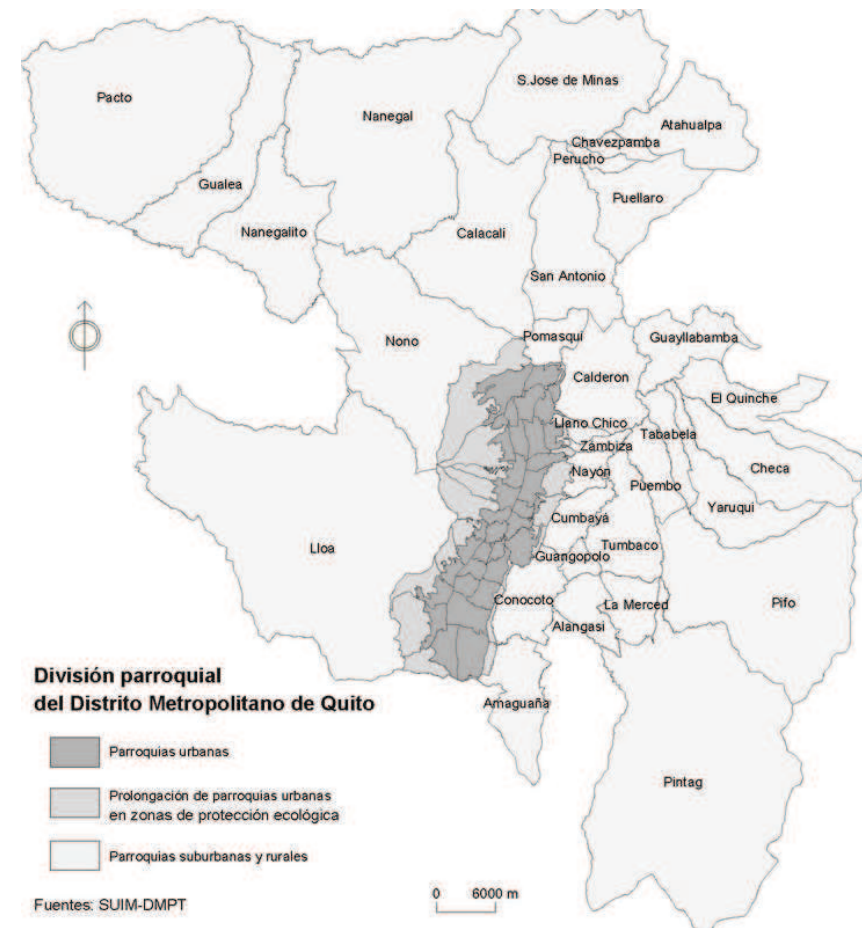 S.Jose de Minas
Pacto
Nanegal
Atahualpa
Chavezpamba
Perucho
Gualea
Puellaro
Nanegalito
Calacali
San Antonio
Pomasqui
Guayllabamba
Nono
Calderon
El Quinche
Llano Chico
Tababela
Zambiza
Checa
Nayón
Puembo
Yaruqui
Cumbayá
Lloa
Tumbaco
Guangopolo
Conocoto
La Merced
Pifo
Alangasi
División parroquial
del Distrito Metropolitano de Quito
Amaguaña
Parroquias urbanas
Pintag
Prolongación de parroquias urbanas
en zonas de protección ecológica
Parroquias suburbanas y rurales
0 6000 m
Fuentes: SUIM-DMPT